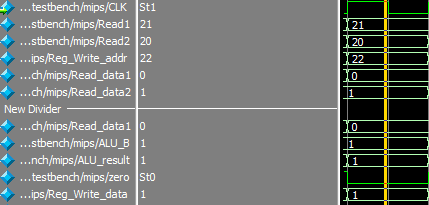 ...testbench/mips/CLK St1
...stbench/mips/Read1 21 21
...stbench/mips/Read2 20 20
...ips/Reg_Write_addr 22 22
...ch/mips/Read_data1 0 0
...ch/mips/Read_data2 1 1
New Divider
...ch/mips/Read_data1 0 0
...stbench/mips/ALU_B 1 1
...nch/mips/ALU_result 1 1
...testbench/mips/zero St0
...ips/Reg_Write_data 1 1